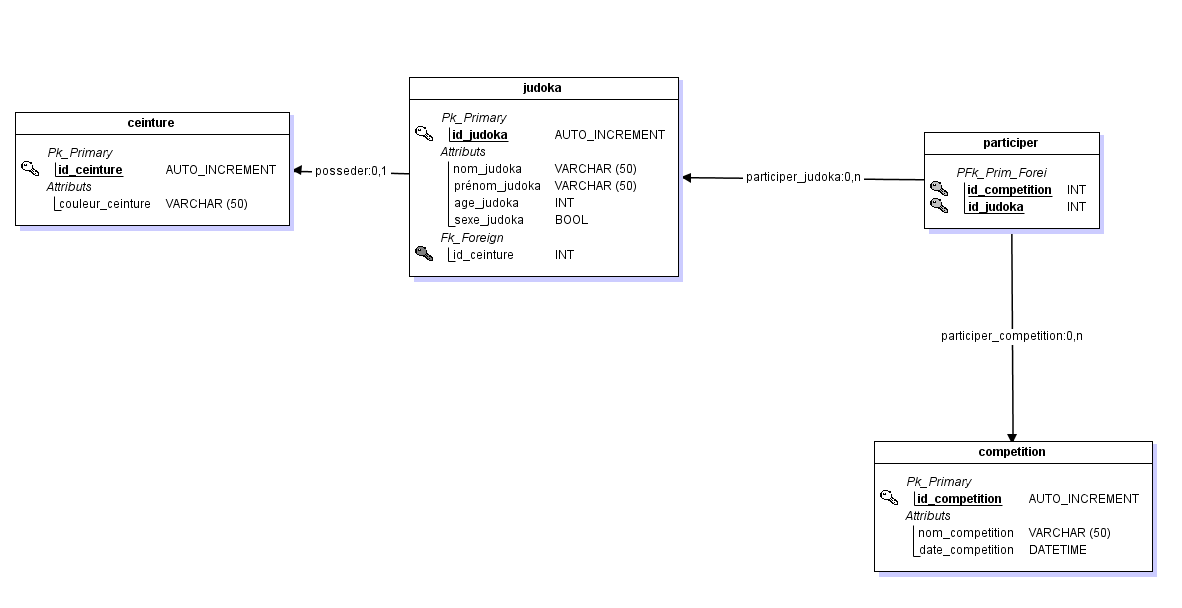 ceinture
Pk_Primary
id_ceinture AUTO_INCREMENT
Attributs
couleur_ceinture VARCHAR (50)
posseder:0,1
judoka
Pk_Primary
id_judoka AUTO_INCREMENT
Attributs
nom_judoka VARCHAR (50)
prénom_judoka VARCHAR (50)
age_judoka INT
sexe_judoka BOOL
Fk_Foreign
id_ceinture INT
participer_judoka:0,n
participer
PFk_Prim_Forei
id_competition INT
id_judoka INT
participer_competition:0,n
competition
Pk_Primary
id_competition AUTO_INCREMENT
Attributs
nom_competition VARCHAR (50)
date_competition DATETIME